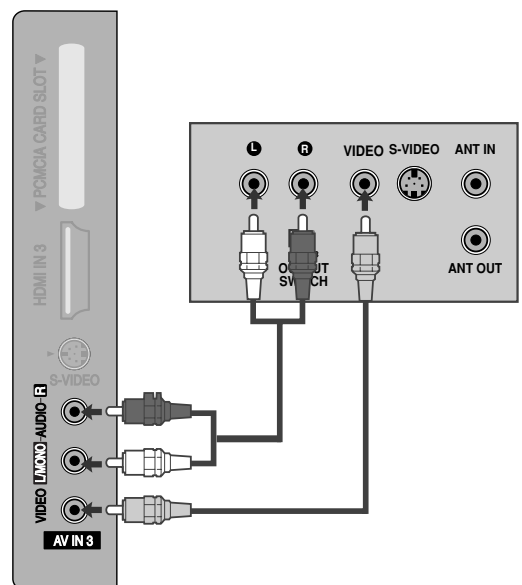 ▼ PCMCIA CARD SLOT ▼
HDMI IN 3
S-VIDEO
VIDEO L/MONO-AUDIO-R
AV IN 3
L R VIDEO S-VIDEO ANT IN
SWITCH
ANT OUT